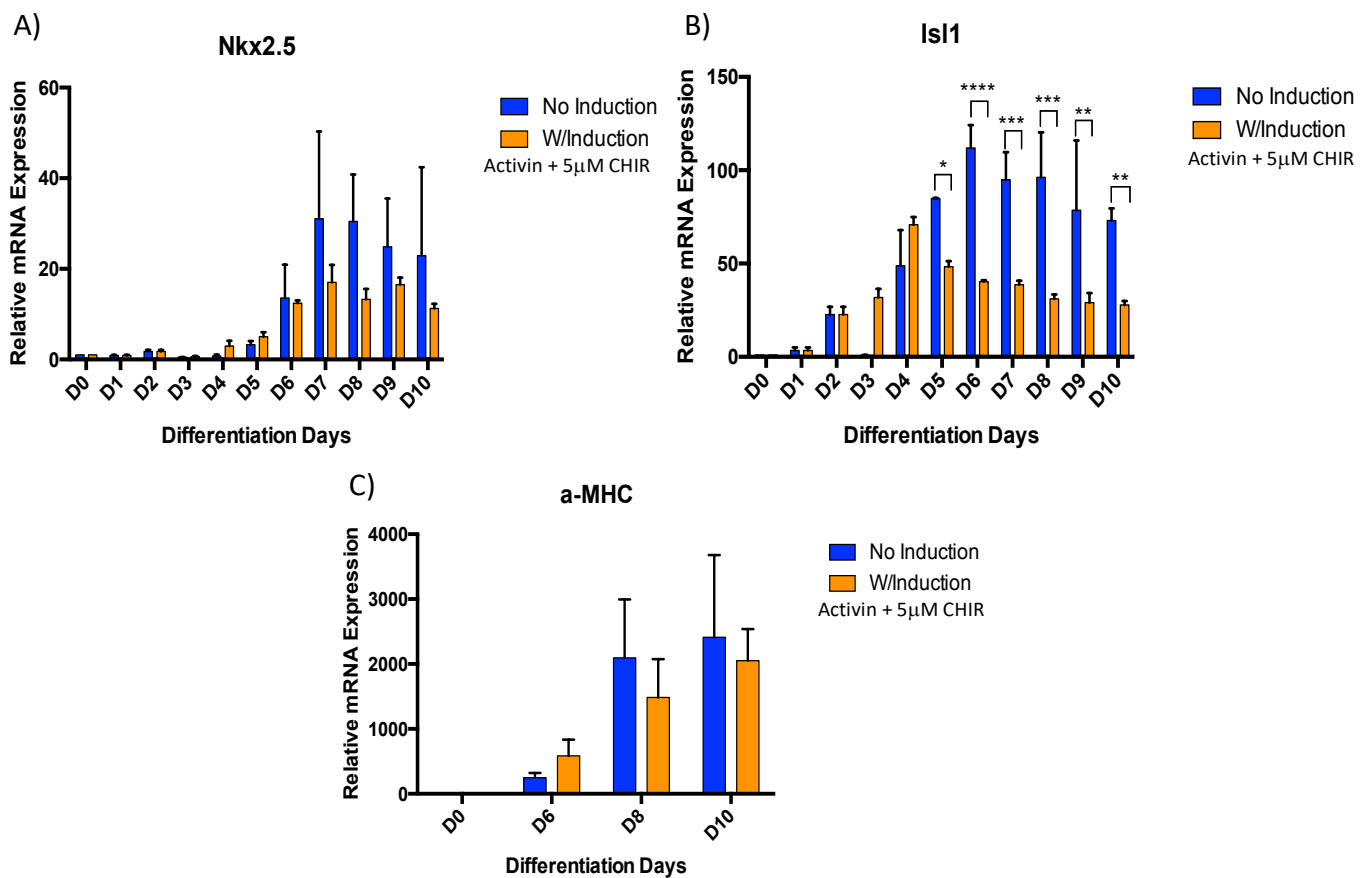 A)
Nkx2.5
Relative mRNA Expression
60
40
20
0
D0 D1 D2 D3 D4 D5 D6 D7 D8 D9 D10
Differentiation Days
No Induction
W/Induction
Activin + 5μM CHIR
B)
Isl1
Relative mRNA Expression
150
100
50
0
* **** *** *** ** **
D0 D1 D2 D3 D4 D5 D6 D7 D8 D9 D10
Differentiation Days
No Induction
W/Induction
Activin + 5μM CHIR
C)
a-MHC
Relative mRNA Expression
4000
3000
2000
1000
0
D0 D6 D8 D10
Differentiation Days
No Induction
W/Induction
Activin + 5μM CHIR